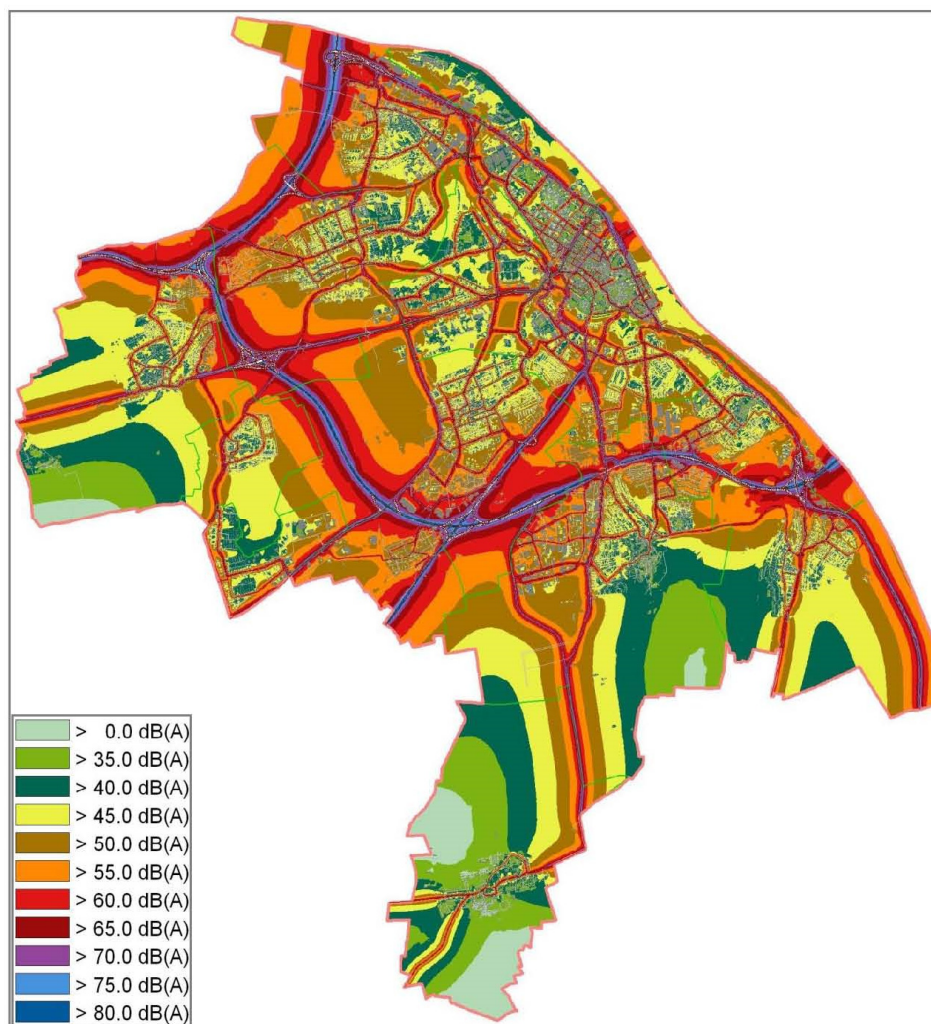 > 0.0 dB(A)
> 35.0 dB(A)
> 40.0 dB(A)
> 45.0 dB(A)
> 50.0 dB(A)
> 55.0 dB(A)
> 60.0 dB(A)
> 65.0 dB(A)
> 70.0 dB(A)
> 75.0 dB(A)
> 80.0 dB(A)